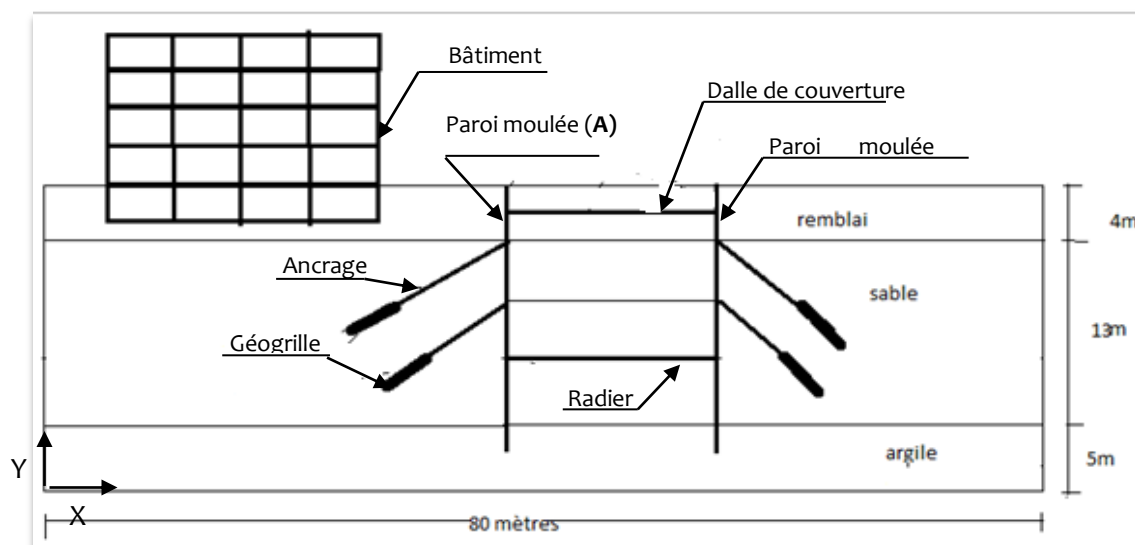 Bâtiment
Dalle de couverture
Paroi moulée (A)
Paroi moulée
remblai
4m
Ancrage
sable
Géogrille
13m
Radier
argile
5m
Y
X
80 mètres